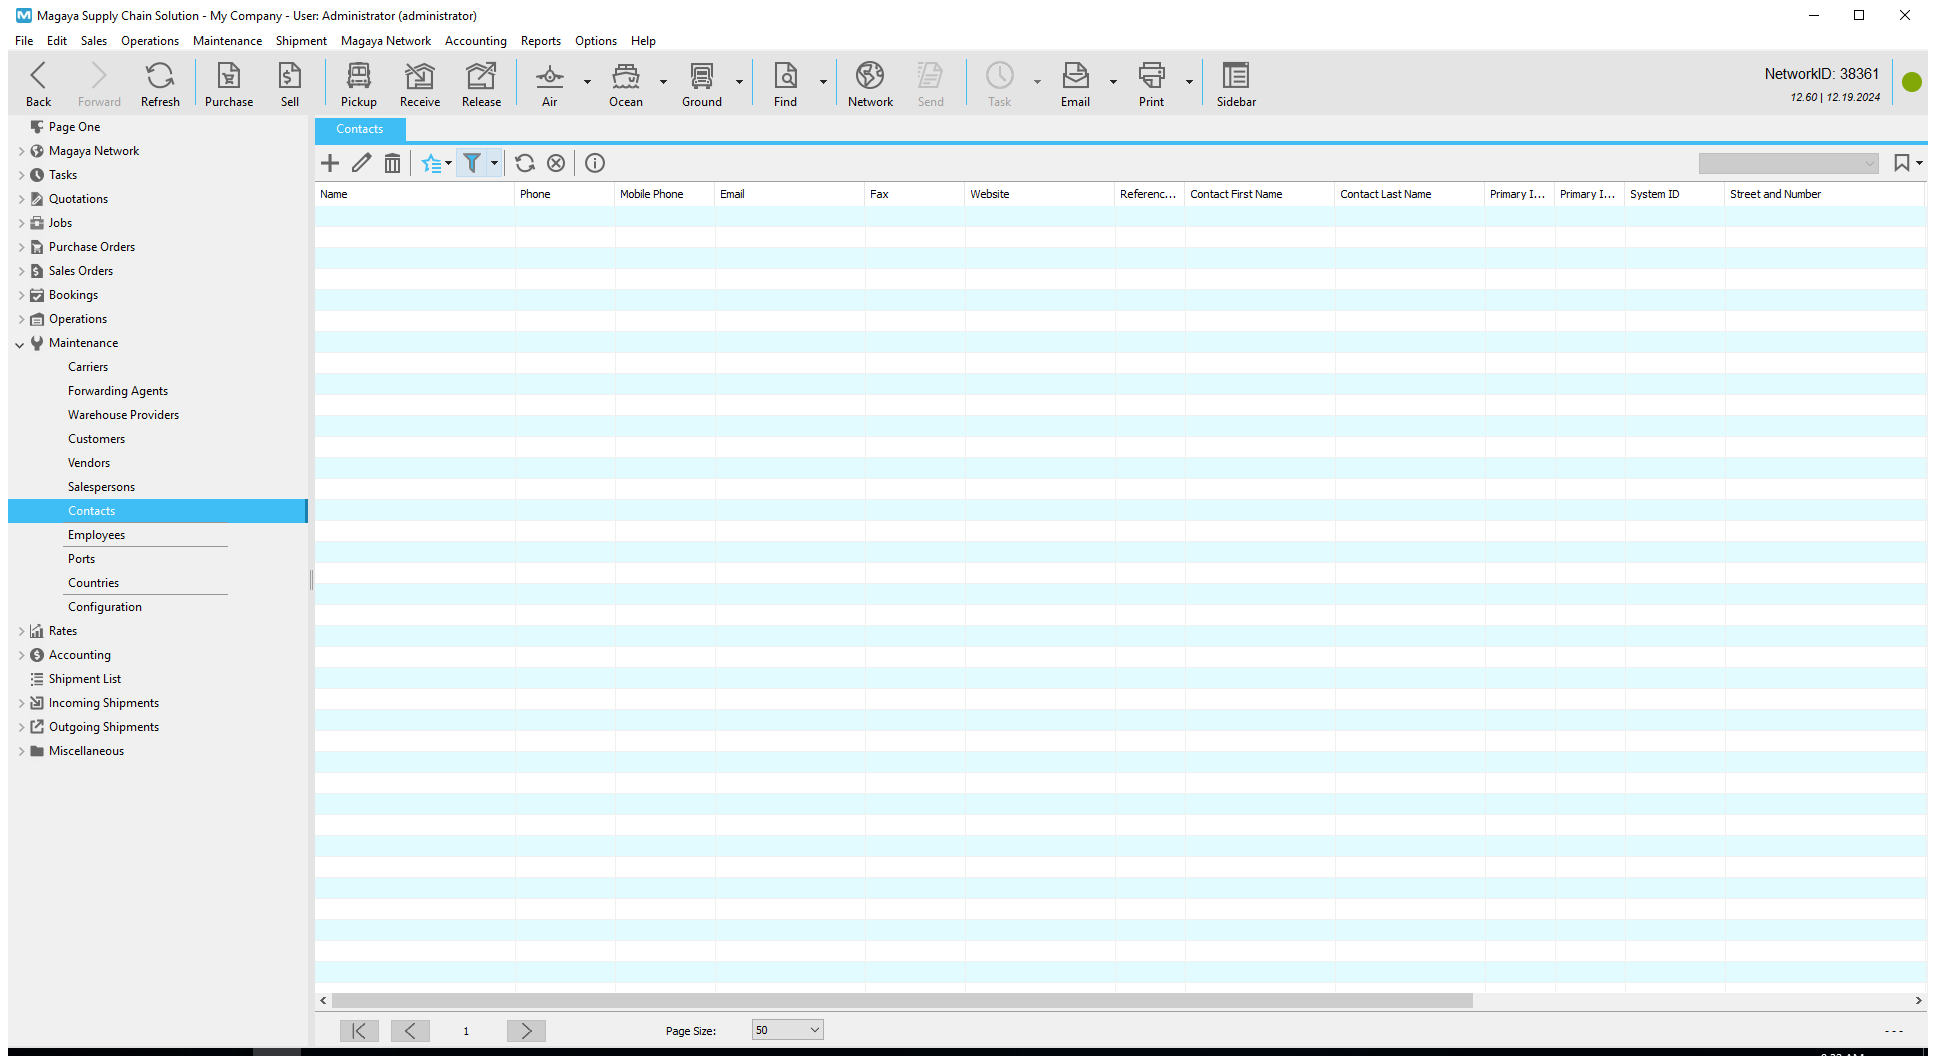 Magaya Supply Chain Solution - My Company - User: Administrator (administrator)
File Edit Sales Operations Maintenance Shipment Magaya Network Accounting Reports Options Help
Back Forward Refresh Purchase Sell Pickup Receive Release Air Ocean Ground Find Network Send Task Email Print Sidebar
NetworkID: 38361
12.60 | 12.19.2024
Page One
Magaya Network
Tasks
Quotations
Jobs
Purchase Orders
Sales Orders
Bookings
Operations
Maintenance
Carriers
Forwarding Agents
Warehouse Providers
Customers
Vendors
Salespersons
Contacts
Employees
Ports
Countries
Configuration
Rates
Accounting
Shipment List
Incoming Shipments
Outgoing Shipments
Miscellaneous
Contacts
Name Phone Mobile Phone Email Fax Website Referenc... Contact First Name Contact Last Name Primary I... Primary I... System ID Street and Number
1 Page Size: 50 - - -